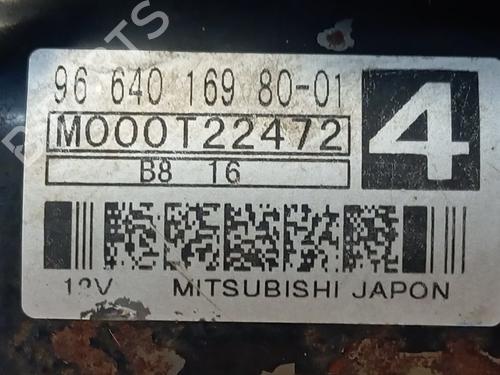 96 640 169 80-01
M000T22472
4
B8 16
12V MITSUBISHI JAPON